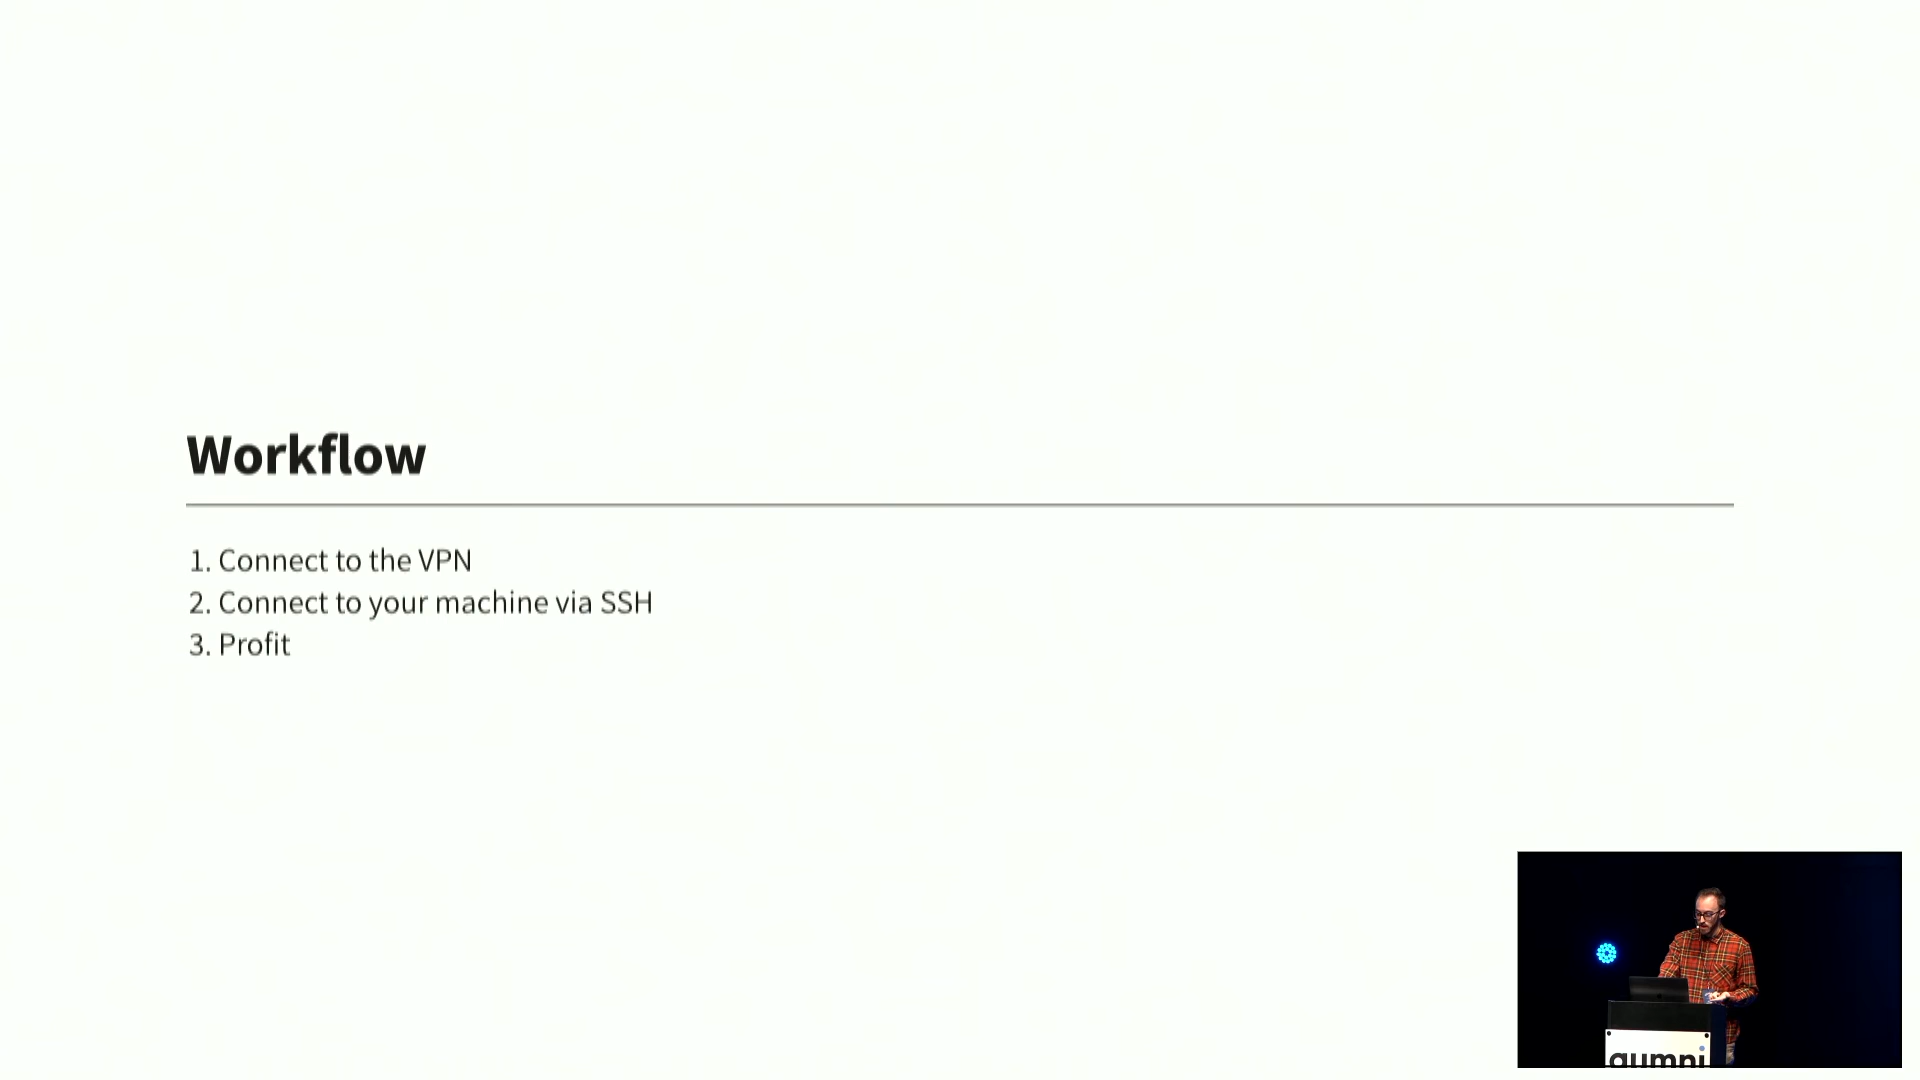 Workflow
1. Connect to the VPN
2. Connect to your machine via SSH
3. Profit